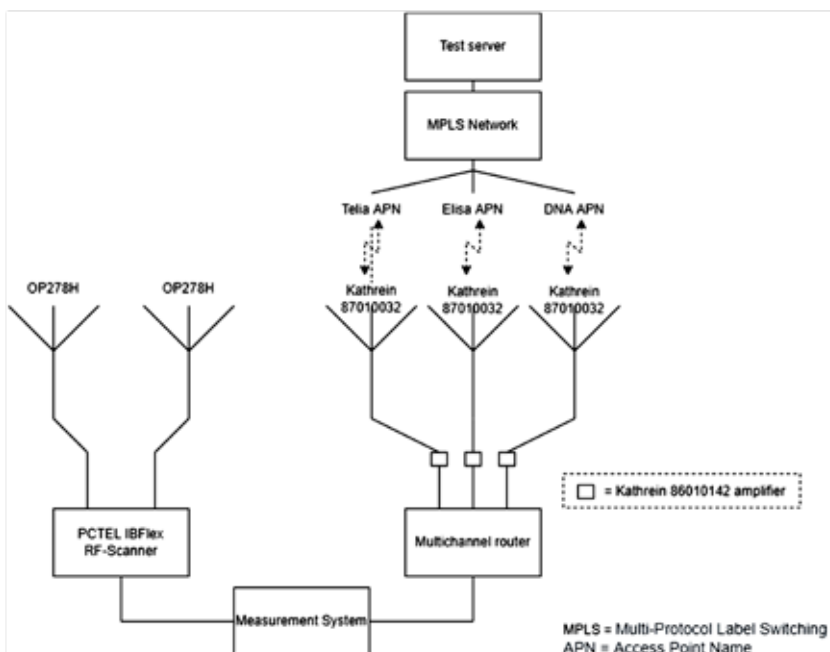 Test server
MPLS Network
Telia APN
Elisa APN
DNA APN
OP278H
OP278H
Kathrein
87010032
Kathrein
87010032
Kathrein
87010032
= Kathrein 86010142 amplifier
PCTEL IBFlex
RF-Scanner
Multichannel router
Measurement System
MPLS = Multi-Protocol Label Switching
APN = Access Point Name